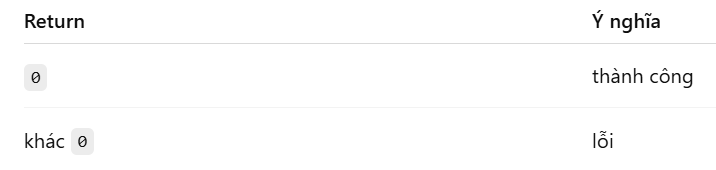 Return Ý nghĩa
0 thành công
khác 0 lỗi